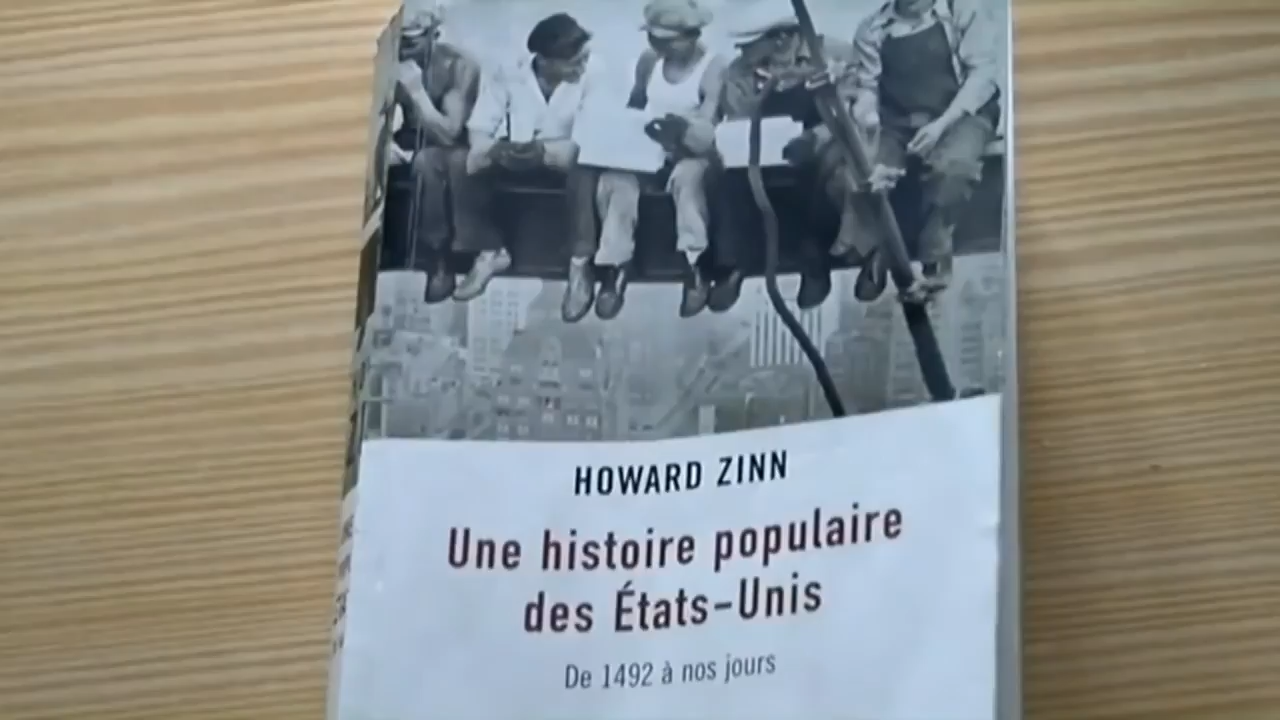 HOWARD ZINN
Une histoire populaire
des États-Unis
De 1492 à nos jours